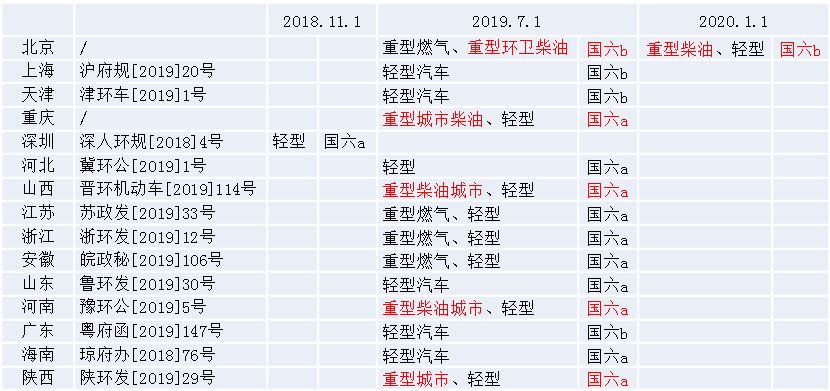 2018.11.1 2019.7.1 2020.1.1
北京 / 重型燃气、重型环卫柴油 国六b 重型柴油、轻型 国六b
上海 沪府规[2019]20号 轻型汽车 国六b
天津 津环车[2019]1号 轻型汽车 国六b
重庆 / 重型城市柴油、轻型 国六a
深圳 深人环规[2018]4号 轻型 国六a
河北 冀环公[2019]1号 轻型 国六a
山西 晋环机动车[2019]114号 重型柴油城市、轻型 国六a
江苏 苏政发[2019]33号 重型燃气、轻型 国六a
浙江 浙环发[2019]12号 重型燃气、轻型 国六a
安徽 皖政秘[2019]106号 重型燃气、轻型 国六a
山东 鲁环发[2019]30号 轻型汽车 国六a
河南 豫环公[2019]5号 重型柴油城市、轻型 国六a
广东 粤府函[2019]147号 轻型汽车 国六b
海南 琼府办[2018]76号 轻型汽车 国六a
陕西 陕环发[2019]29号 重型城市、轻型 国六a